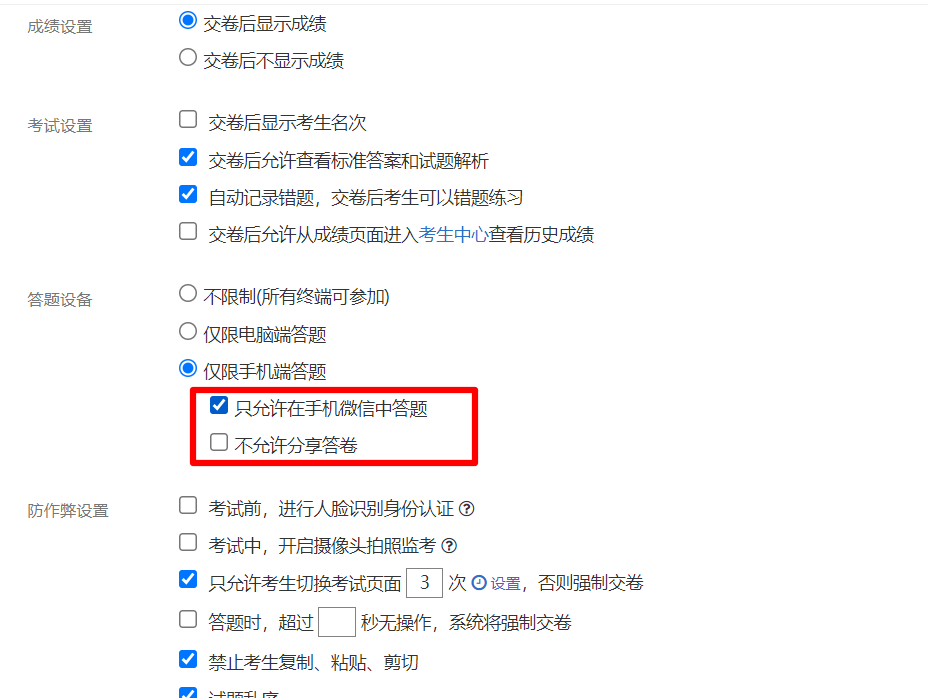 成绩设置
交卷后显示成绩
交卷后不显示成绩
考试设置
交卷后显示考生名次
交卷后允许查看标准答案和试题解析
自动记录错题，交卷后考生可以错题练习
交卷后允许从成绩页面进入考生中心查看历史成绩
答题设备
不限制(所有终端可参加)
仅限电脑端答题
仅限手机端答题
只允许在手机微信中答题
不允许分享答卷
防作弊设置
考试前，进行人脸识别身份认证
考试中，开启摄像头拍照监考
只允许考生切换考试页面 3 次 设置，否则强制交卷
答题时，超过 秒无操作，系统将强制交卷
禁止考生复制、粘贴、剪切
试题乱序